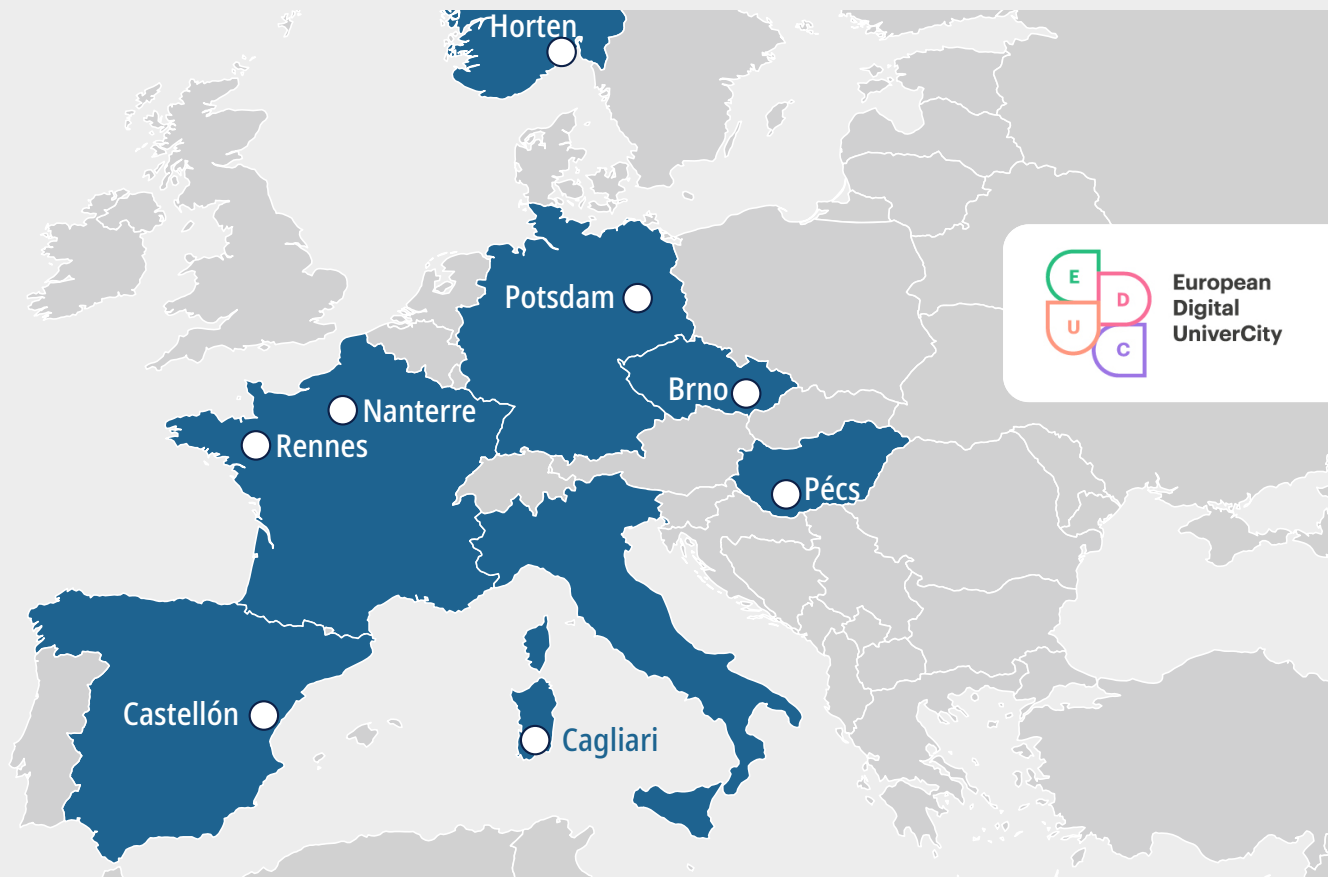 Horten
Potsdam
Brno
Nanterre
Rennes
Pécs
Castellón
Cagliari
E
D
U
C
European
Digital
UniverCity